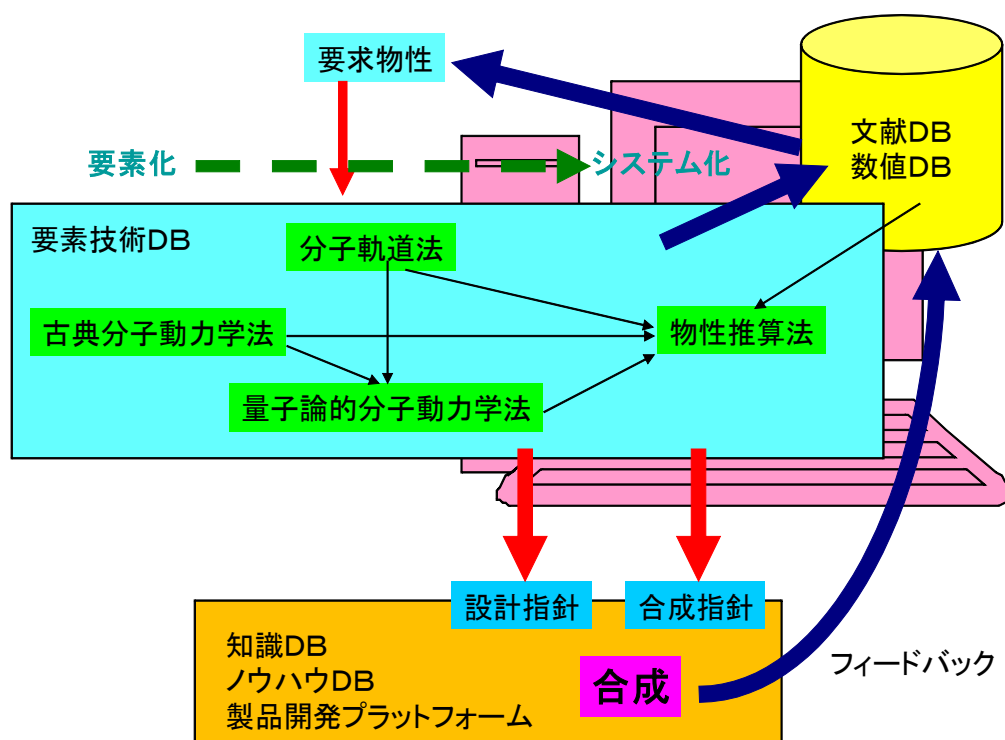 要求物性
文献DB
数値DB
要素化
システム化
要素技術DB
分子軌道法
古典分子動力学法
物性推算法
量子論的分子動力学法
設計指針
合成指針
知識DB
ノウハウDB
製品開発プラットフォーム
合成
フィードバック